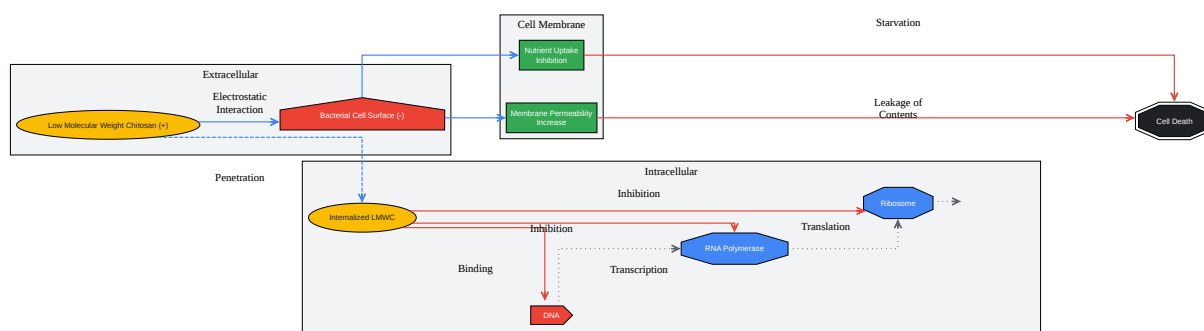 Cell Membrane
Starvation
Nutrient Uptake
Inhibition
Extracellular
Electrostatic
Interaction
Low Molecular Weight Chitosan (+)
Bacterial Cell Surface (-)
Membrane Permeability
Increase
Leakage of
Contents
Cell Death
Penetration
Intracellular
Inhibition
Internalized LMWC
Ribosome
Inhibition
Translation
RNA Polymerase
Binding
Transcription
DNA